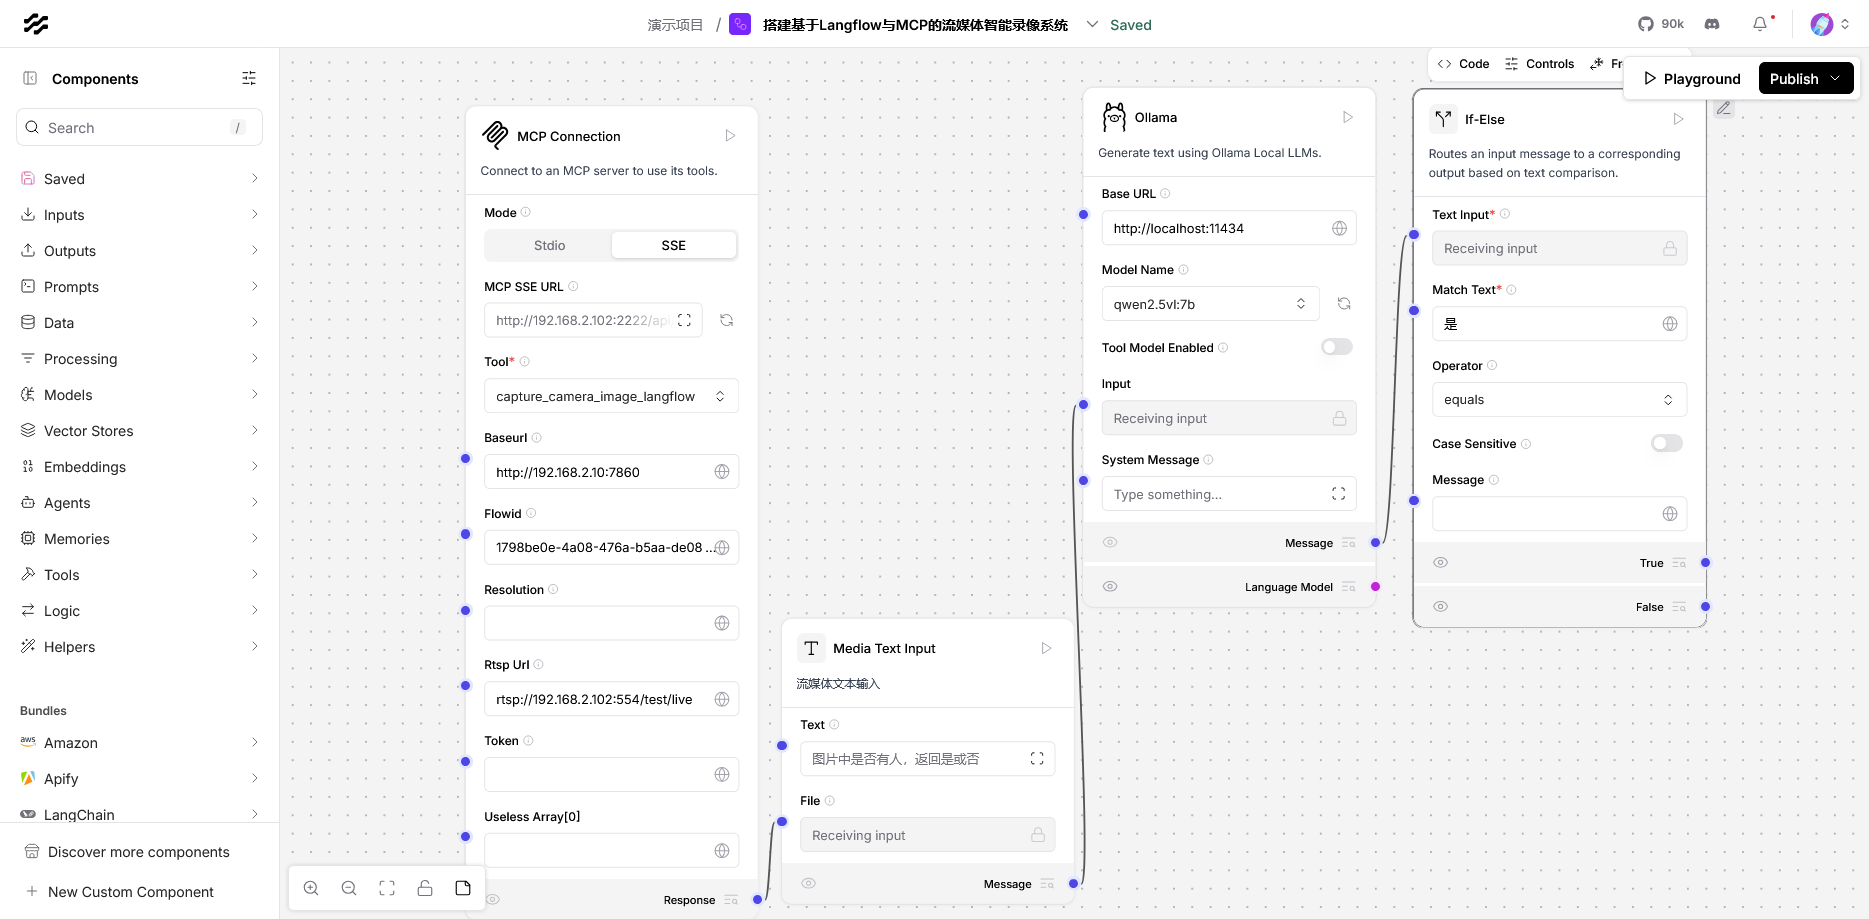 演示项目 / 搭建基于Langflow与MCP的流媒体智能录像系统 Saved
90k
Components
Search /
Saved
Inputs
Outputs
Prompts
Data
Processing
Models
Vector Stores
Embeddings
Agents
Memories
Tools
Logic
Helpers
Bundles
Amazon
Apify
LangChain
Discover more components
New Custom Component
MCP Connection
Connect to an MCP server to use its tools.
Mode
Stdio SSE
MCP SSE URL
http://192.168.2.102:2222/api
Tool*
capture_camera_image_langflow
Baseurl
http://192.168.2.10:7860
Flowid
1798be0e-4a08-476a-b5aa-de08 ...
Resolution
Rtsp Url
rtsp://192.168.2.102:554/test/live
Token
Useless Array[0]
Response
Media Text Input
流媒体文本输入
Text
图片中是否有人，返回是或否
File
Receiving input
Message
Ollama
Generate text using Ollama Local LLMs.
Base URL
http://localhost:11434
Model Name
qwen2.5vl:7b
Tool Model Enabled
Input
Receiving input
System Message
Type something...
Message
Language Model
Code Controls Fr
Playground Publish
If-Else
Routes an input message to a corresponding
output based on text comparison.
Text Input*
Receiving input
Match Text*
是
Operator
equals
Case Sensitive
Message
True
False